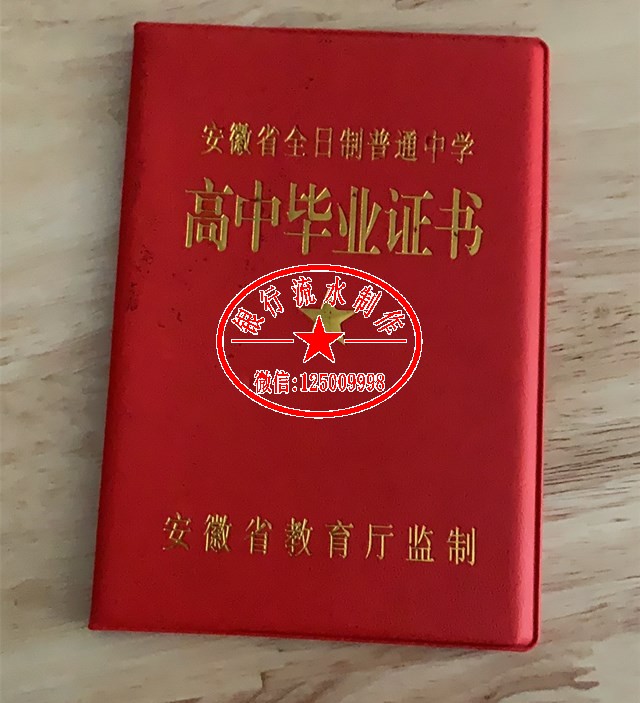 安徽省全日制普通中学
高中毕业证书
银行流水制作
微信:125009998
安徽省教育厅监制